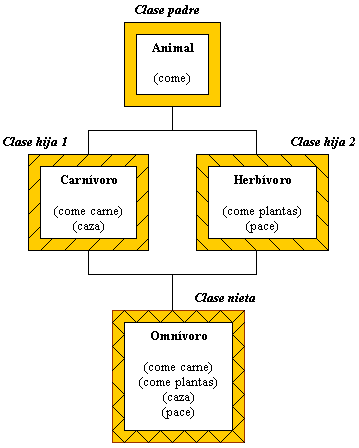 Clase padre
Animal
(come)
Clase hija 1
Clase hija 2
Carnívoro
(come carne)
(caza)
Herbívoro
(come plantas)
(pace)
Clase nieta
Omnívoro
(come carne)
(come plantas)
(caza)
(pace)